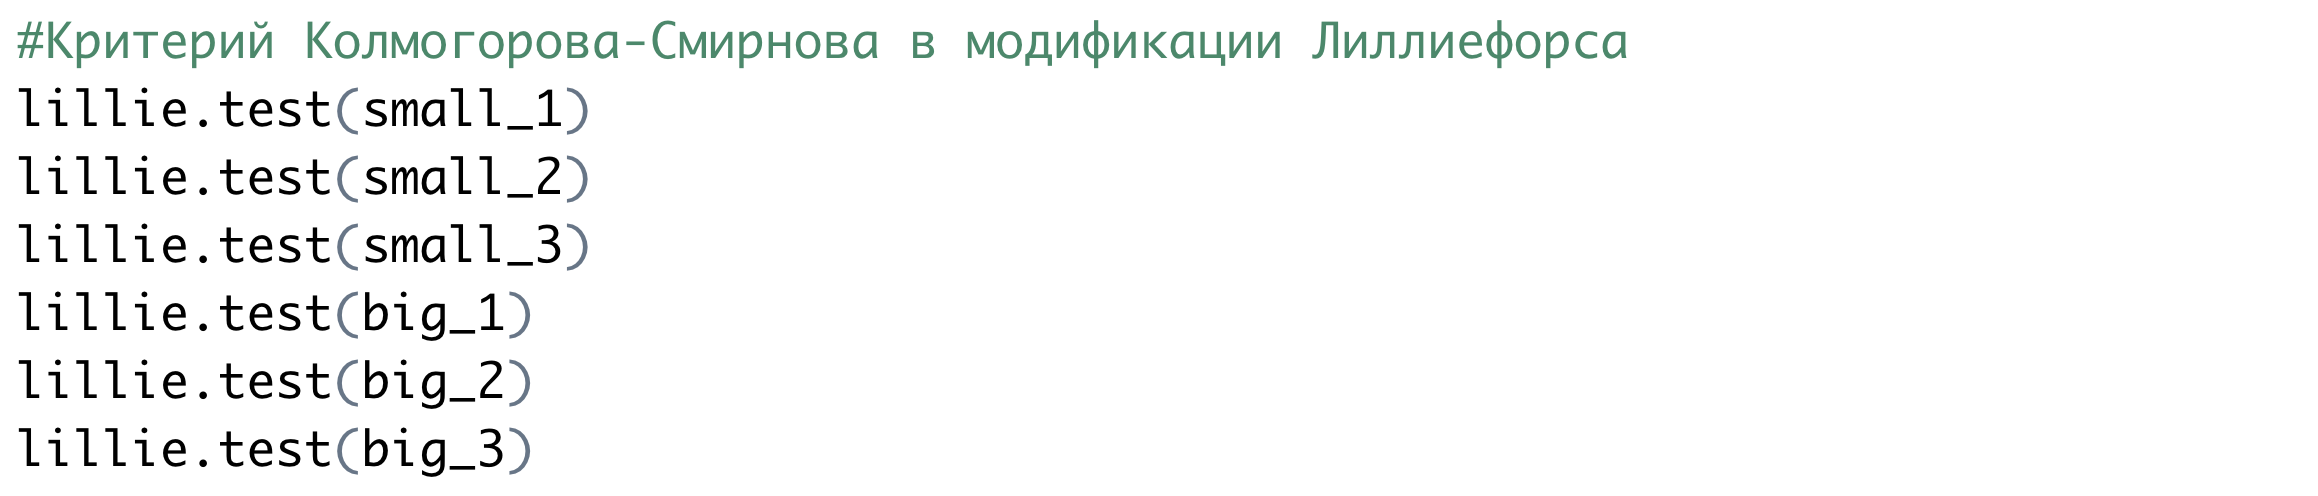 #Критерий Колмогорова-Смирнова в модификации Лиллиефорса
lillie.test(small_1)
lillie.test(small_2)
lillie.test(small_3)
lillie.test(big_1)
lillie.test(big_2)
lillie.test(big_3)